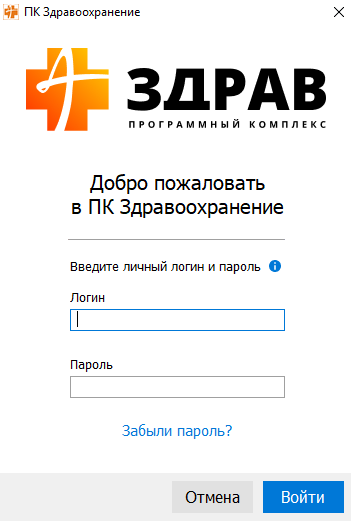 ПК Здравоохранение
ЗДРАВ
ПРОГРАММНЫЙ КОМПЛЕКС
Добро пожаловать
в ПК Здравоохранение
Введите личный логин и пароль
Логин
Пароль
Забыли пароль?
Отмена
Войти